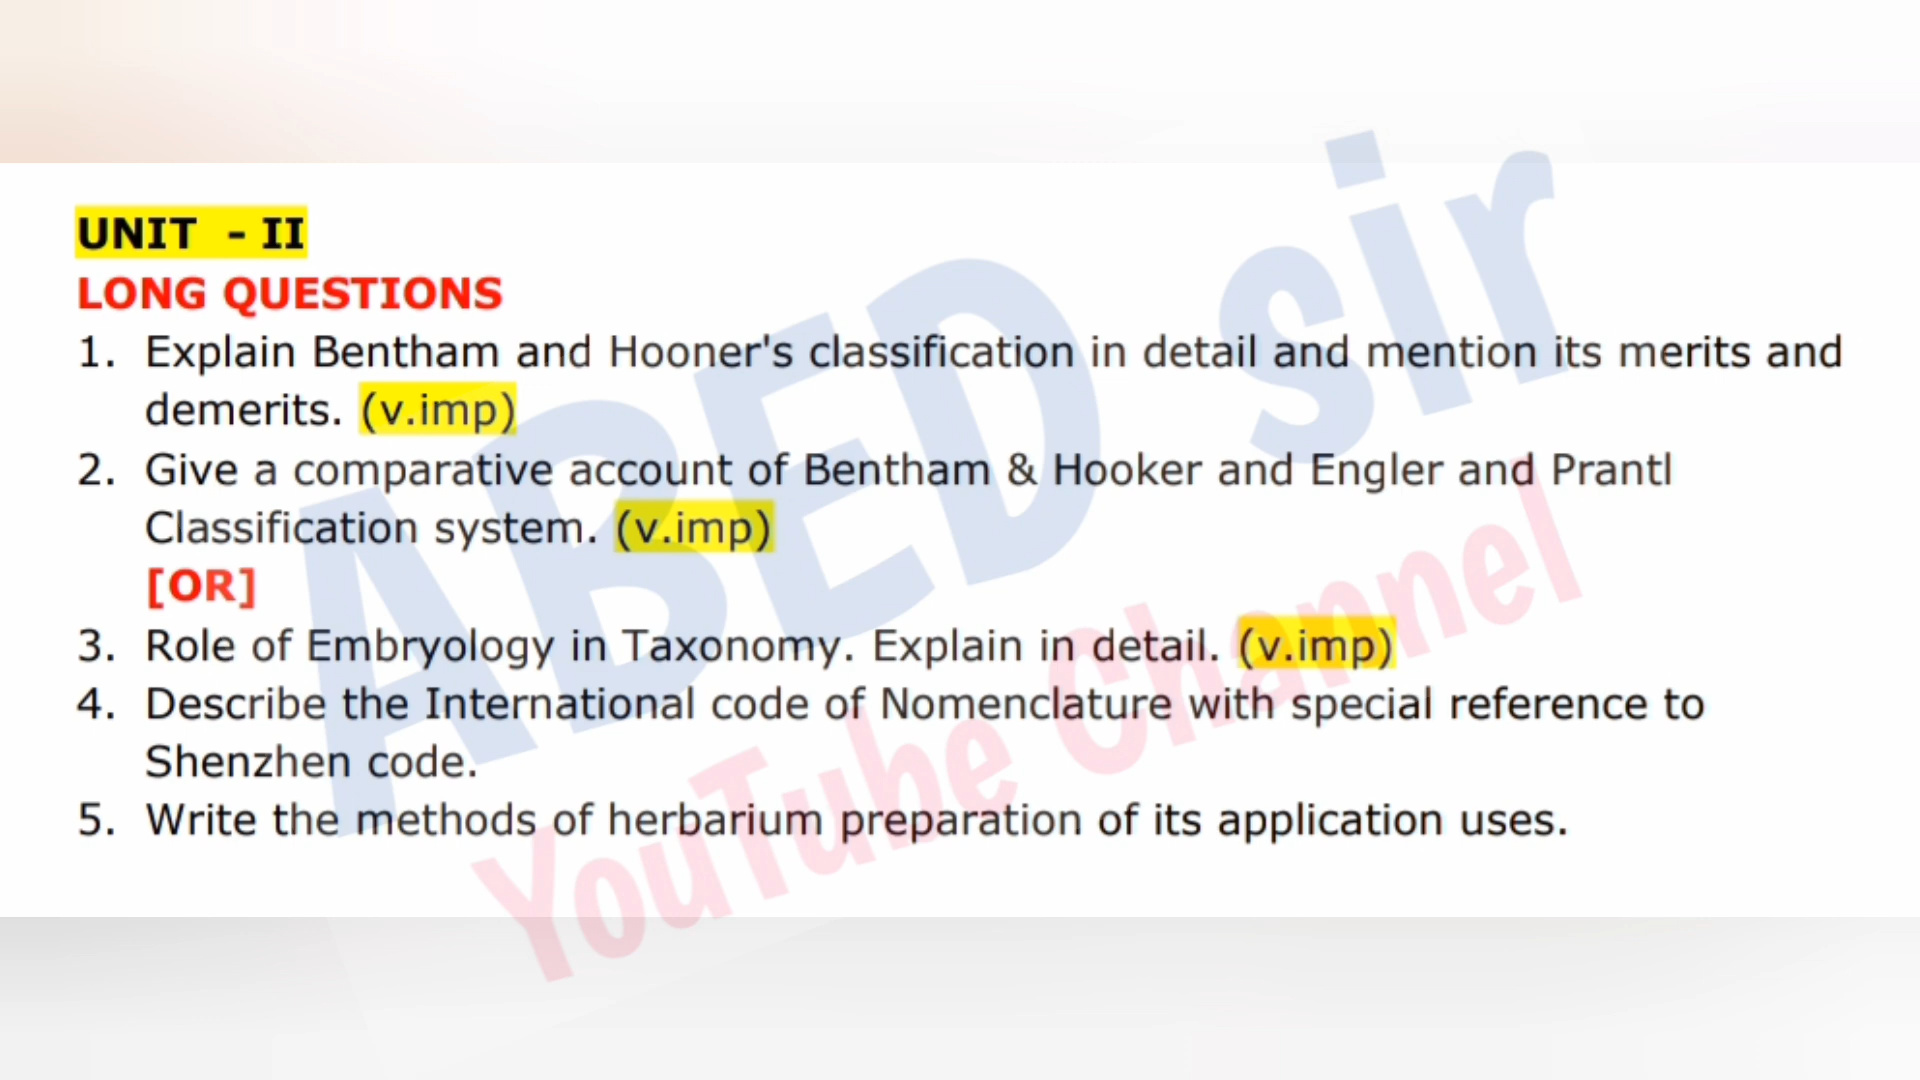 UNIT - II
LONG QUESTIONS
1. Explain Bentham and Hooner's classification in detail and mention its merits and
demerits. (v.imp)
2. Give a comparative account of Bentham & Hooker and Engler and Prantl
Classification system. (v.imp)
[OR]
3. Role of Embryology in Taxonomy. Explain in detail. (v.imp)
4. Describe the International code of Nomenclature with special reference to
Shenzhen code.
5. Write the methods of herbarium preparation of its application uses.
ABED sir
YouTube Channel